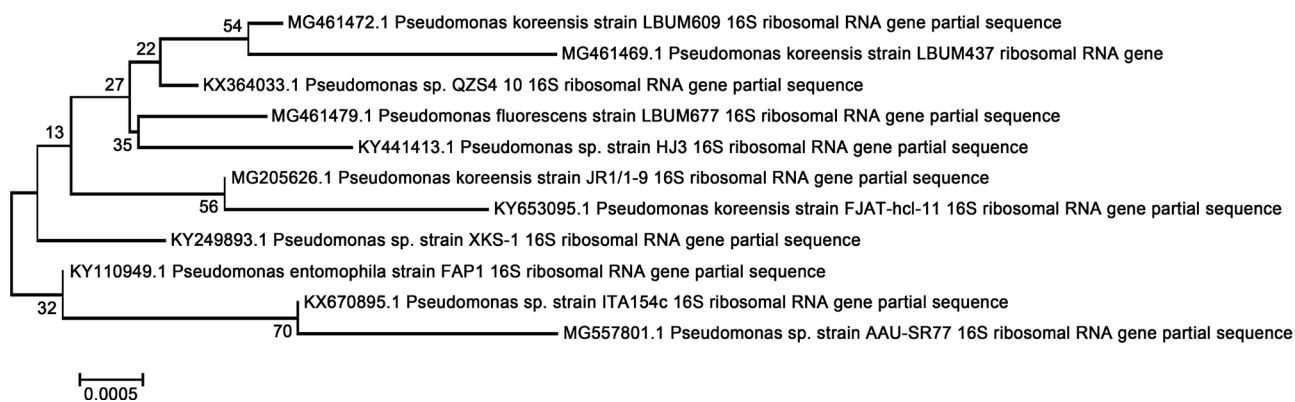 54
MG461472.1 Pseudomonas koreensis strain LBUM609 16S ribosomal RNA gene partial sequence
22
MG461469.1 Pseudomonas koreensis strain LBUM437 ribosomal RNA gene
27
KX364033.1 Pseudomonas sp. QZS4 10 16S ribosomal RNA gene partial sequence
MG461479.1 Pseudomonas fluorescens strain LBUM677 16S ribosomal RNA gene partial sequence
13
35
KY441413.1 Pseudomonas sp. strain HJ3 16S ribosomal RNA gene partial sequence
MG205626.1 Pseudomonas koreensis strain JR1/1-9 16S ribosomal RNA gene partial sequence
56
KY653095.1 Pseudomonas koreensis strain FJAT-hcl-11 16S ribosomal RNA gene partial sequence
KY249893.1 Pseudomonas sp. strain XKS-1 16S ribosomal RNA gene partial sequence
KY110949.1 Pseudomonas entomophila strain FAP1 16S ribosomal RNA gene partial sequence
32
KX670895.1 Pseudomonas sp. strain ITA154c 16S ribosomal RNA gene partial sequence
70
MG557801.1 Pseudomonas sp. strain AAU-SR77 16S ribosomal RNA gene partial sequence
0.0005